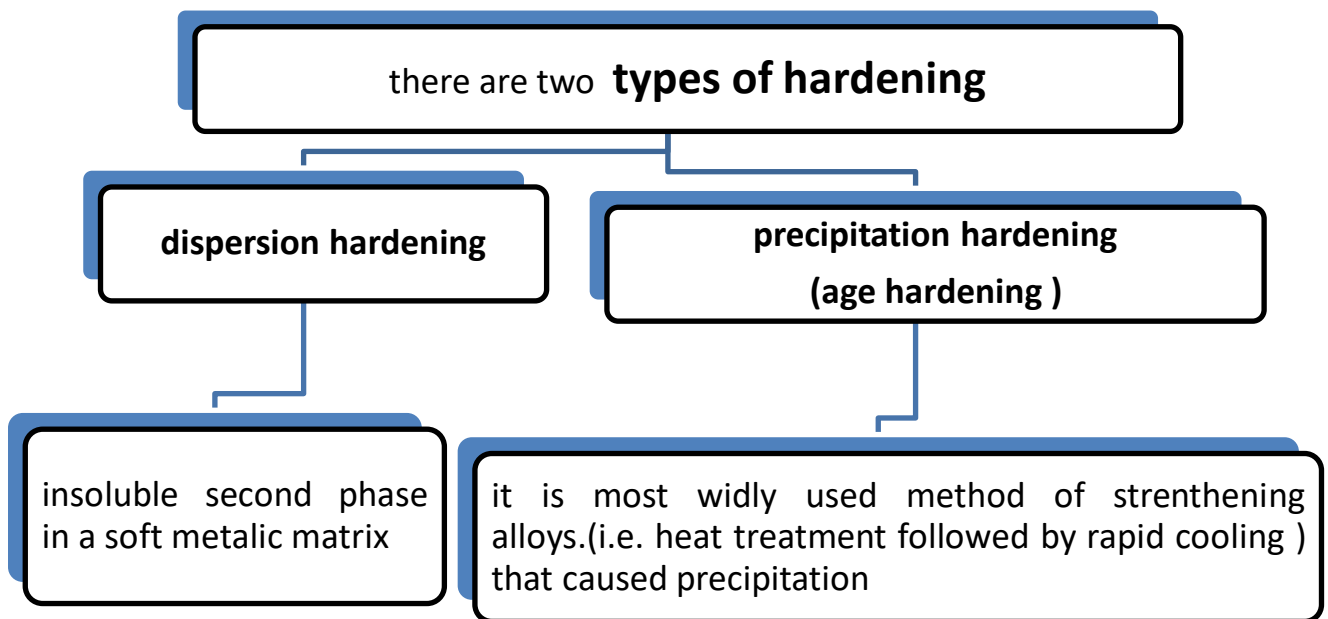 there are two types of hardening
dispersion hardening
precipitation hardening
(age hardening )
insoluble second phase
in a soft metalic matrix
it is most widly used method of strenthening
alloys.(i.e. heat treatment followed by rapid cooling )
that caused precipitation